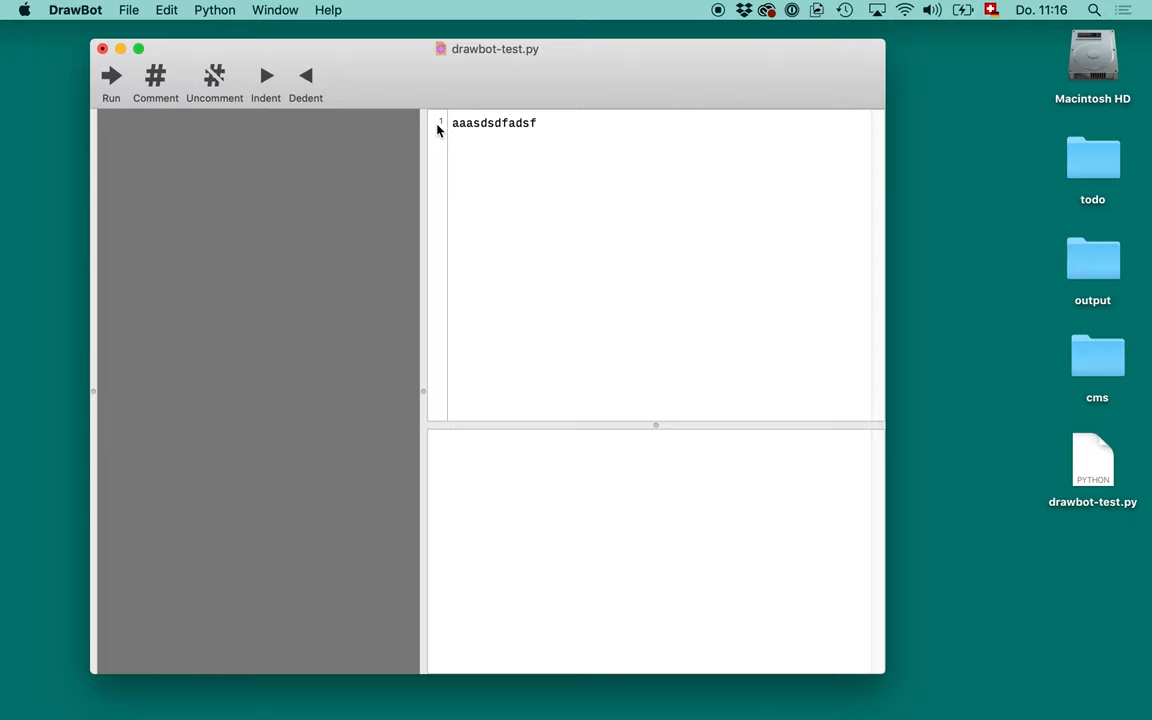 DrawBot File Edit Python Window Help Do. 11:16
drawbot-test.py
Run Comment Uncomment Indent Dedent
1 aaasdsdfadsf
Macintosh HD
todo
output
cms
PYTHON
drawbot-test.py